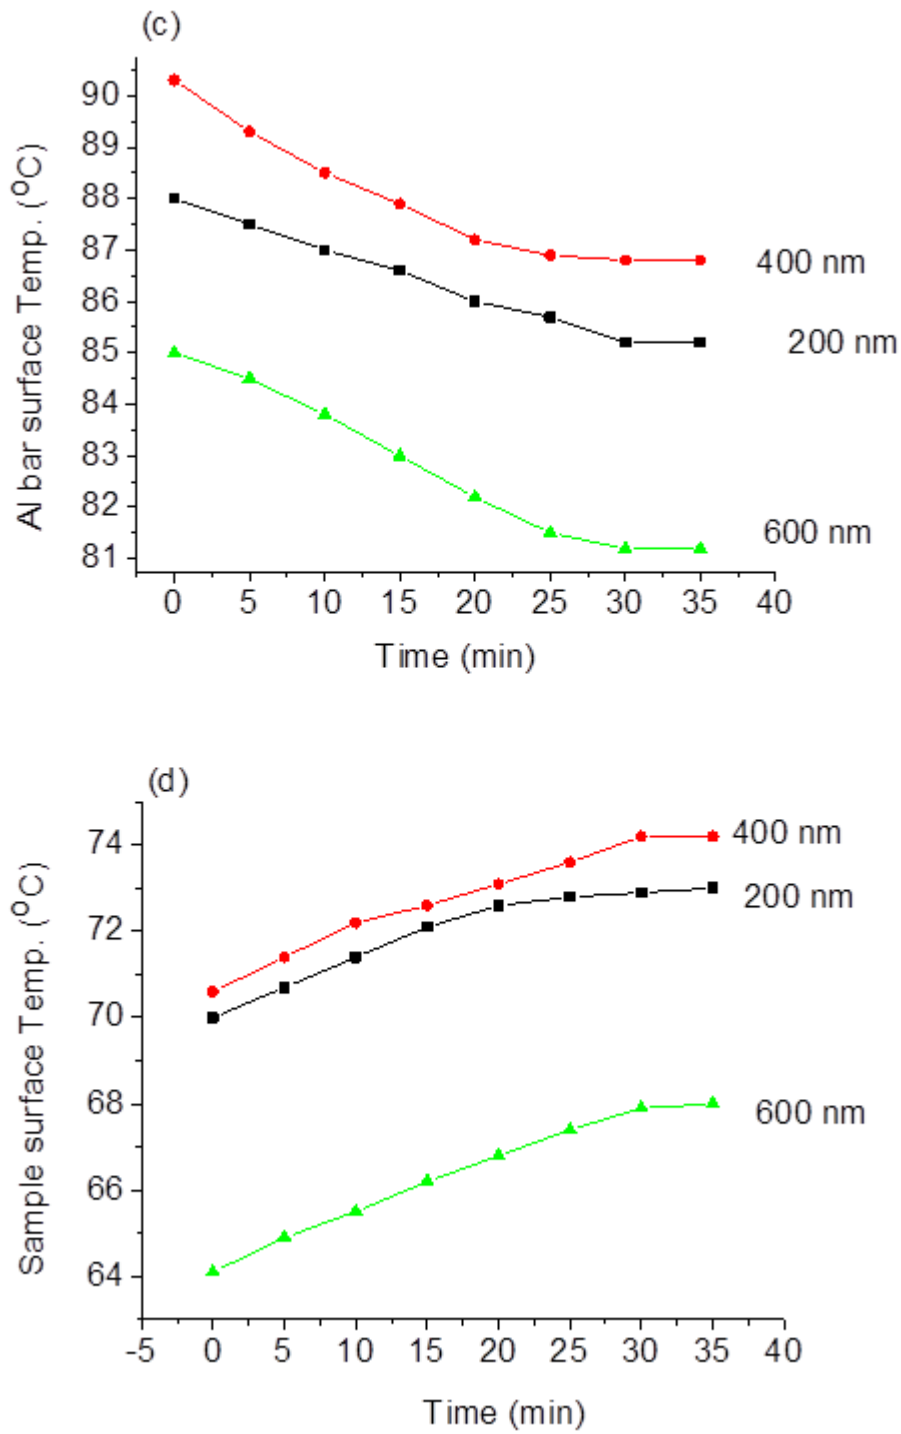 (c)
Al bar surface Temp. (⁰C)
90
89
88
87
86
85
84
83
82
81
400 nm
200 nm
600 nm
0 5 10 15 20 25 30 35 40
Time (min)
(d)
Sample surface Temp. (⁰C)
74
72
70
68
66
64
400 nm
200 nm
600 nm
-5 0 5 10 15 20 25 30 35 40
Time (min)